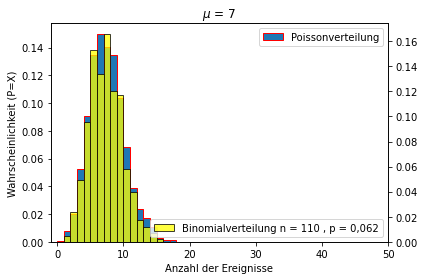 μ = 7
Poissonverteilung
0.14
0.12
0.10
0.08
0.06
0.04
0.02
0.00
Wahrscheinlichkeit (P=X)
0.16
0.14
0.12
0.10
0.08
0.06
0.04
0.02
0.00
Binomialverteilung n = 110 , p = 0,062
0 10 20 30 40 50
Anzahl der Ereignisse